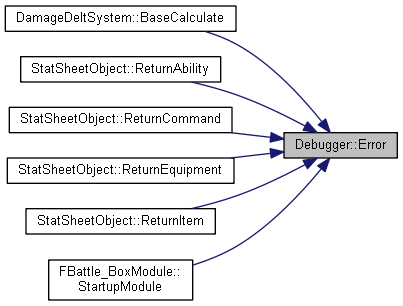 DamageDeltSystem::BaseCalculate
StatSheetObject::ReturnAbility
StatSheetObject::ReturnCommand
Debugger::Error
StatSheetObject::ReturnEquipment
StatSheetObject::ReturnItem
FBattle_BoxModule::
StartupModule